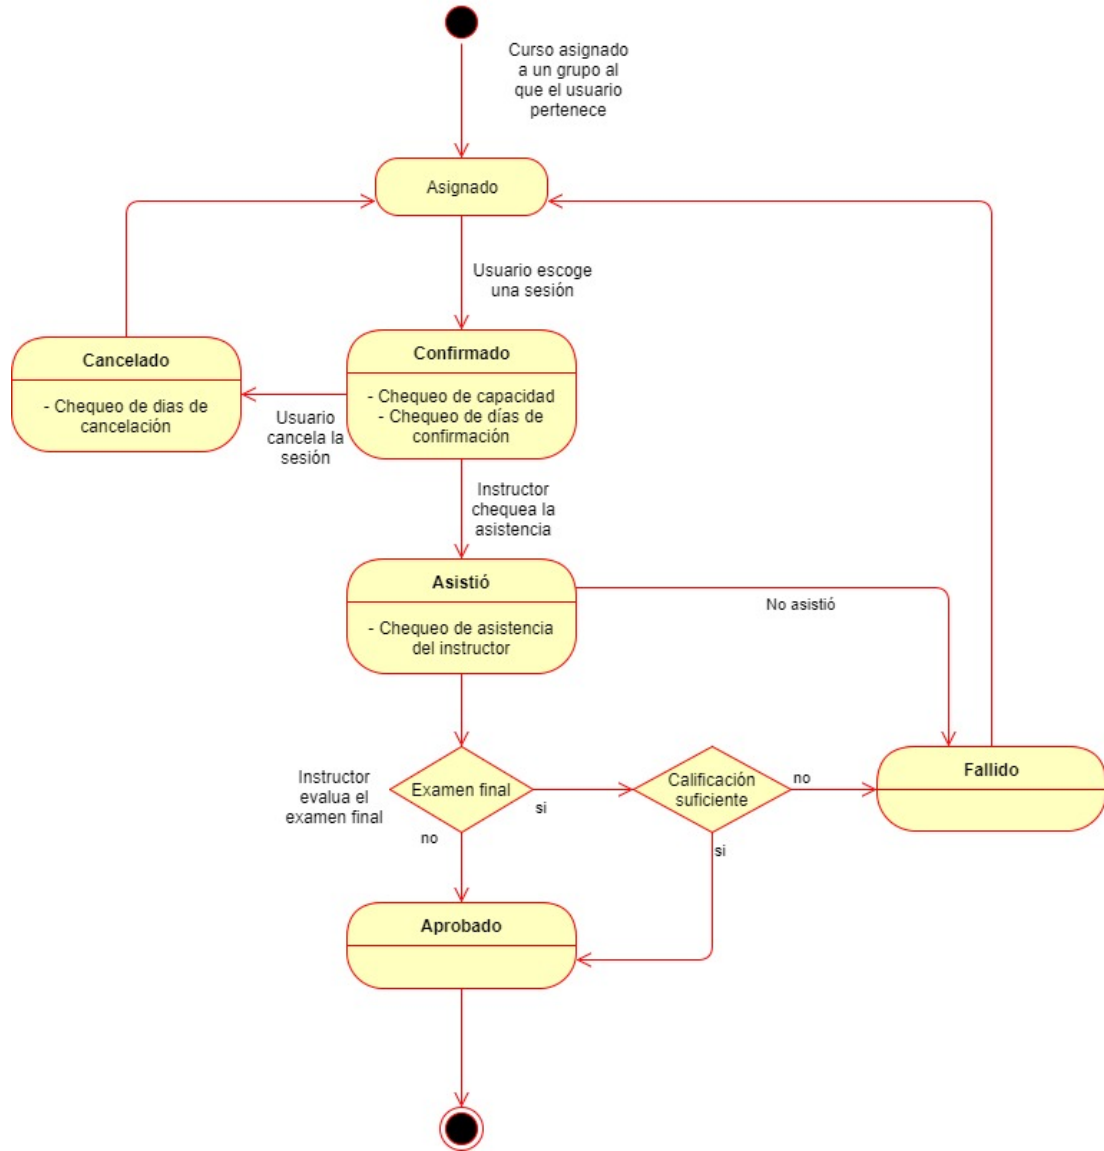 Curso asignado
a un grupo al
que el usuario
pertenece
Asignado
Usuario escoge
una sesión
Cancelado
- Chequeo de dias de
cancelación
Usuario
cancela la
sesión
Confirmado
- Chequeo de capacidad
- Chequeo de días de
confirmación
Instructor
chequea la
asistencia
Asistió
- Chequeo de asistencia
del instructor
No asistió
Instructor
evalua el
examen final
Examen final
si
no
Calificación
suficiente
no
si
Fallido
Aprobado